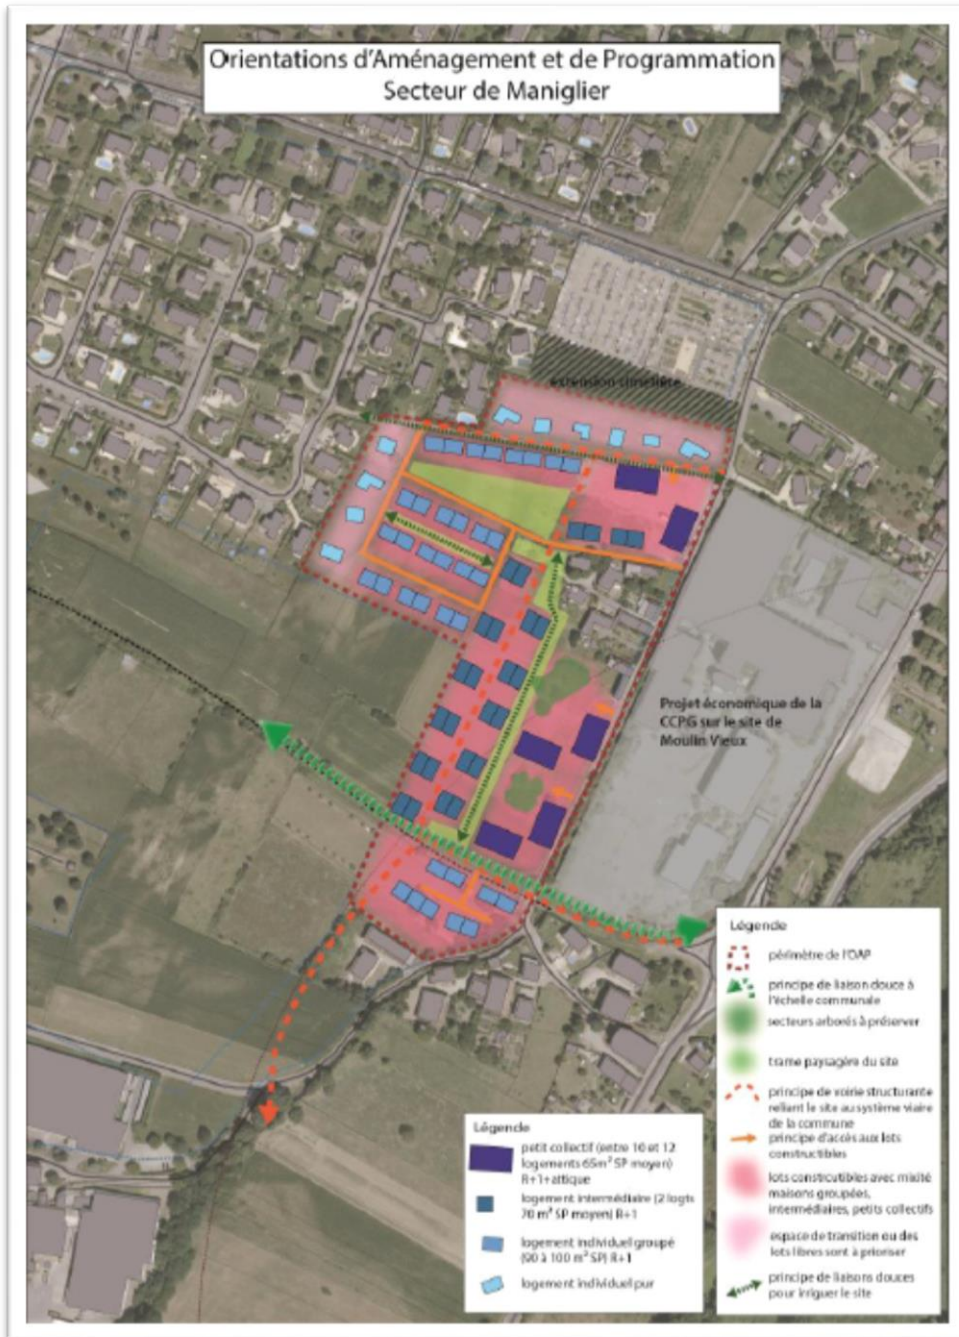 Orientations d'Aménagement et de Programmation
Secteur de Maniglier
extension cimetière
Projet économique de la
CCPG sur le site de
Moulin Vieux
Légende
périmètre de l'OAP
principe de liaison douce à
l'échelle communale
secteurs arborés à préserver
trame paysagère du site
principe de voirie structurante
reliant le site au système viaire
de la commune
principe d'accès aux lots
constructibles
lots constrcutibles avec mixité
maisons groupées,
intermédiaires, petits collectifs
espace de transition ou des
lots libres sont à prioriser
principe de liaisons douces
pour irriguer le site
Légende
petit collectif (entre 10 et 12
logements 65m² SP moyen)
R+1+attique
logement intermédiaire (2 logts
70 m² SP moyen) R+1
logement individuel groupé
(90 à 100 m² SP) R+1
logement individuel pur